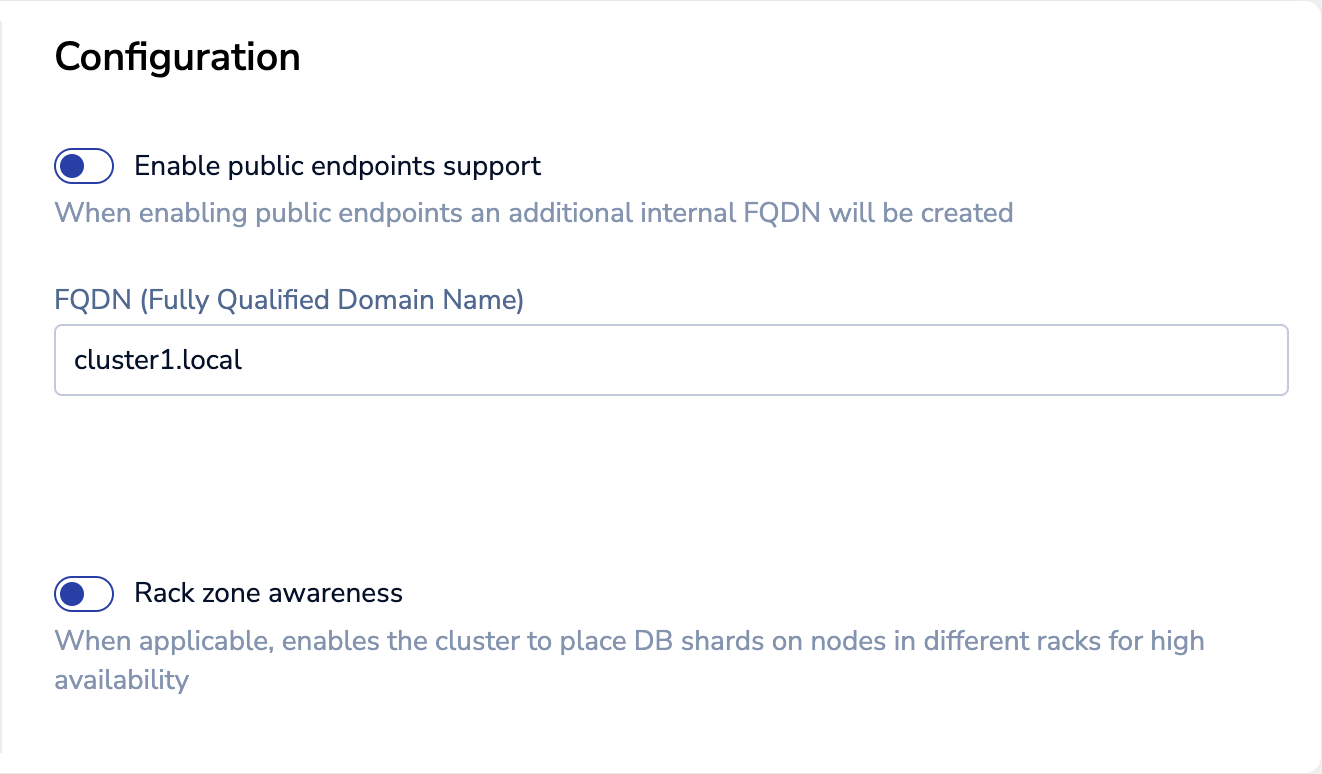 Configuration
Enable public endpoints support
When enabling public endpoints an additional internal FQDN will be created
FQDN (Fully Qualified Domain Name)
cluster1.local
Rack zone awareness
When applicable, enables the cluster to place DB shards on nodes in different racks for high
availability